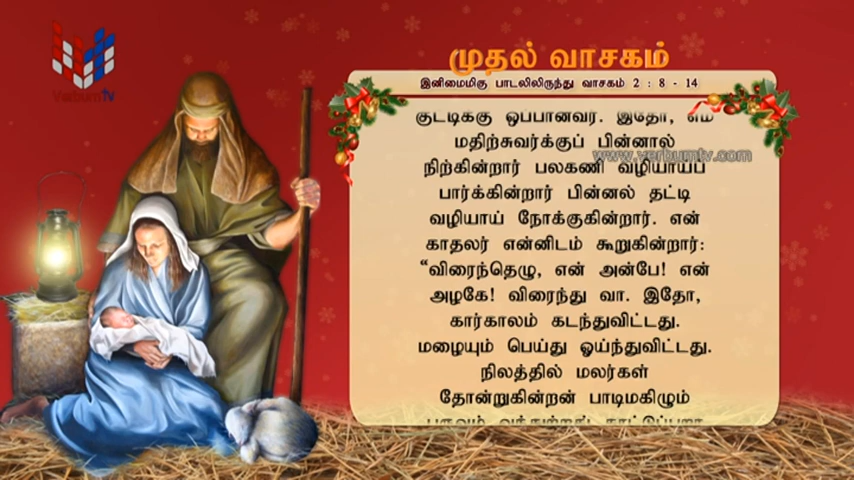 VerbumTV
முதல் வாசகம்
இனிமைமிகு பாடலிலிருந்து வாசகம் 2 : 8 - 14
குட்டிக்கு ஒப்பானவர். இதோ, எம்
மதிற்சுவர்க்குப் பின்னால்
www.verbumtv.com
நிற்கின்றார் பலகணி வழியாய்ப்
பார்க்கின்றார் பின்னல் தட்டி
வழியாய் நோக்குகின்றார். என்
காதலர் என்னிடம் கூறுகின்றார்:
“விரைந்தெழு, என் அன்பே! என்
அழகே! விரைந்து வா. இதோ,
கார்காலம் கடந்துவிட்டது.
மழையும் பெய்து ஓய்ந்துவிட்டது.
நிலத்தில் மலர்கள்
தோன்றுகின்றன் பாடிமகிழும்